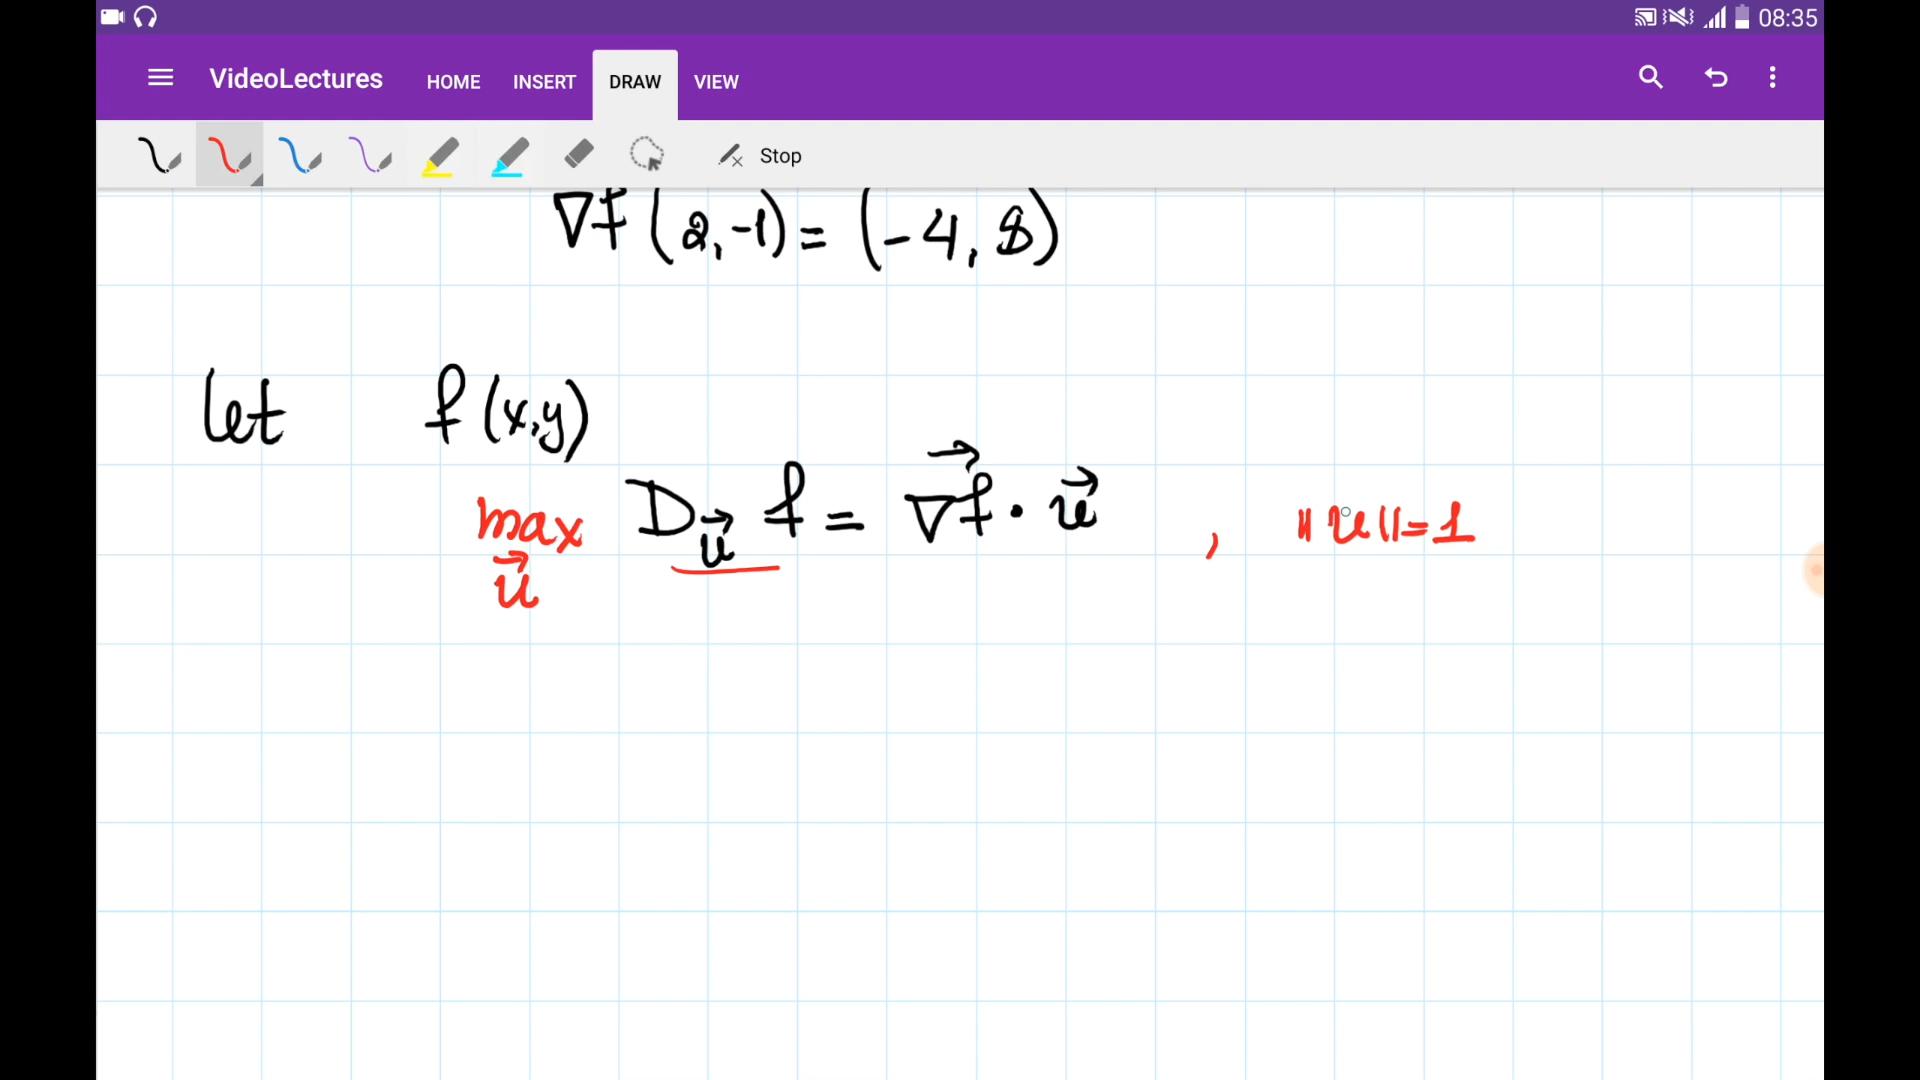 08:35
VideoLectures HOME INSERT DRAW VIEW
Stop
∇f (2,-1) = (-4, 8)
let f(x,y)
max D_u⃗ f = ∇⃗f · u⃗ , ||u||=1
u⃗